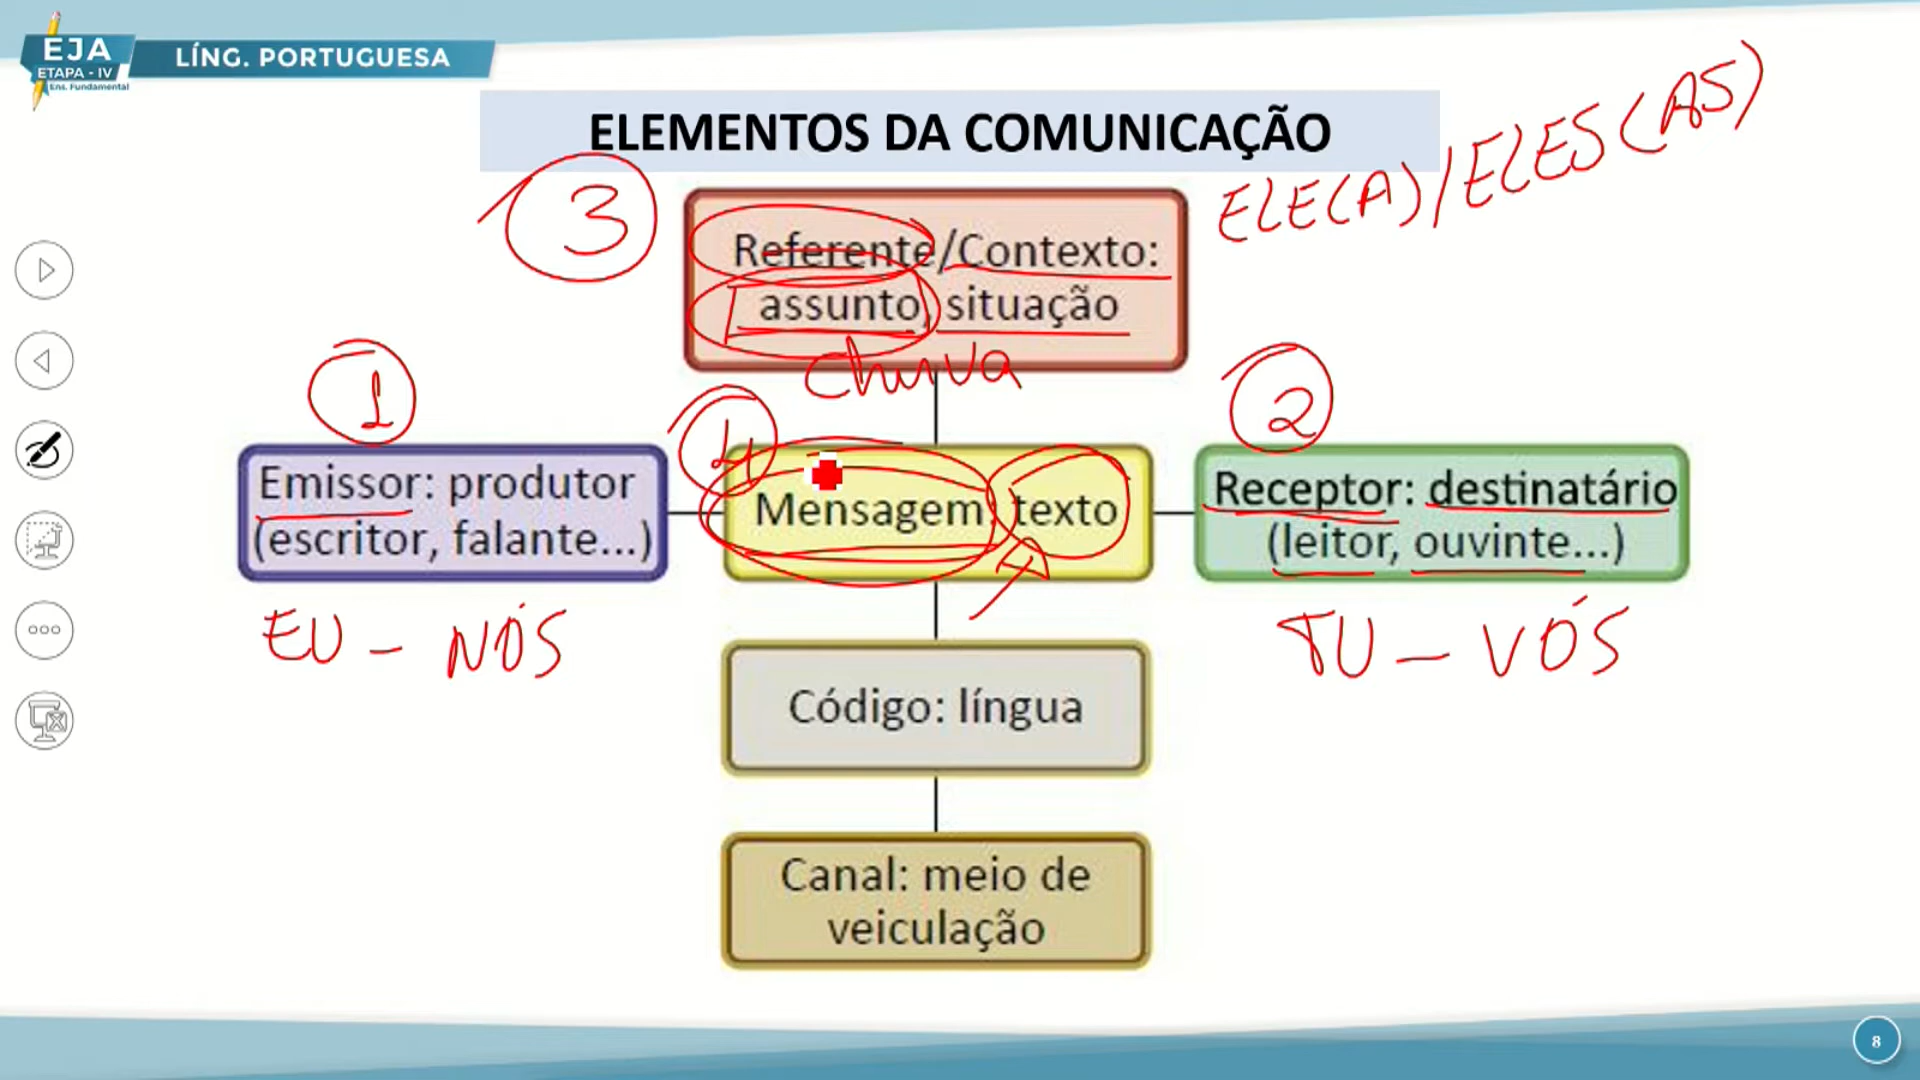 EJA
ETAPA - IV
Ens. Fundamental
LÍNG. PORTUGUESA
ELEMENTOS DA COMUNICAÇÃO
3
ELE(A)/ELES(AS)
Referente/Contexto:
assunto, situação
chuva
1
4
2
Emissor: produtor
(escritor, falante...)
Mensagem: texto
Receptor: destinatário
(leitor, ouvinte...)
EU - NÓS
TU - VÓS
Código: língua
Canal: meio de
veiculação
8